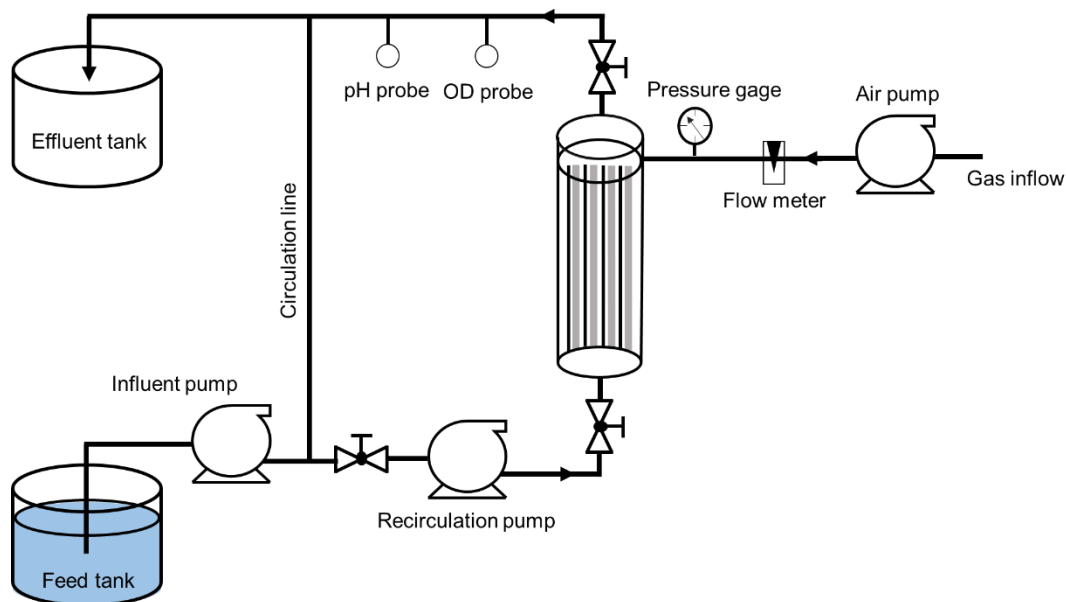 pH probe
OD probe
Pressure gage
Air pump
Effluent tank
Gas inflow
Flow meter
Circulation line
Influent pump
Recirculation pump
Feed tank